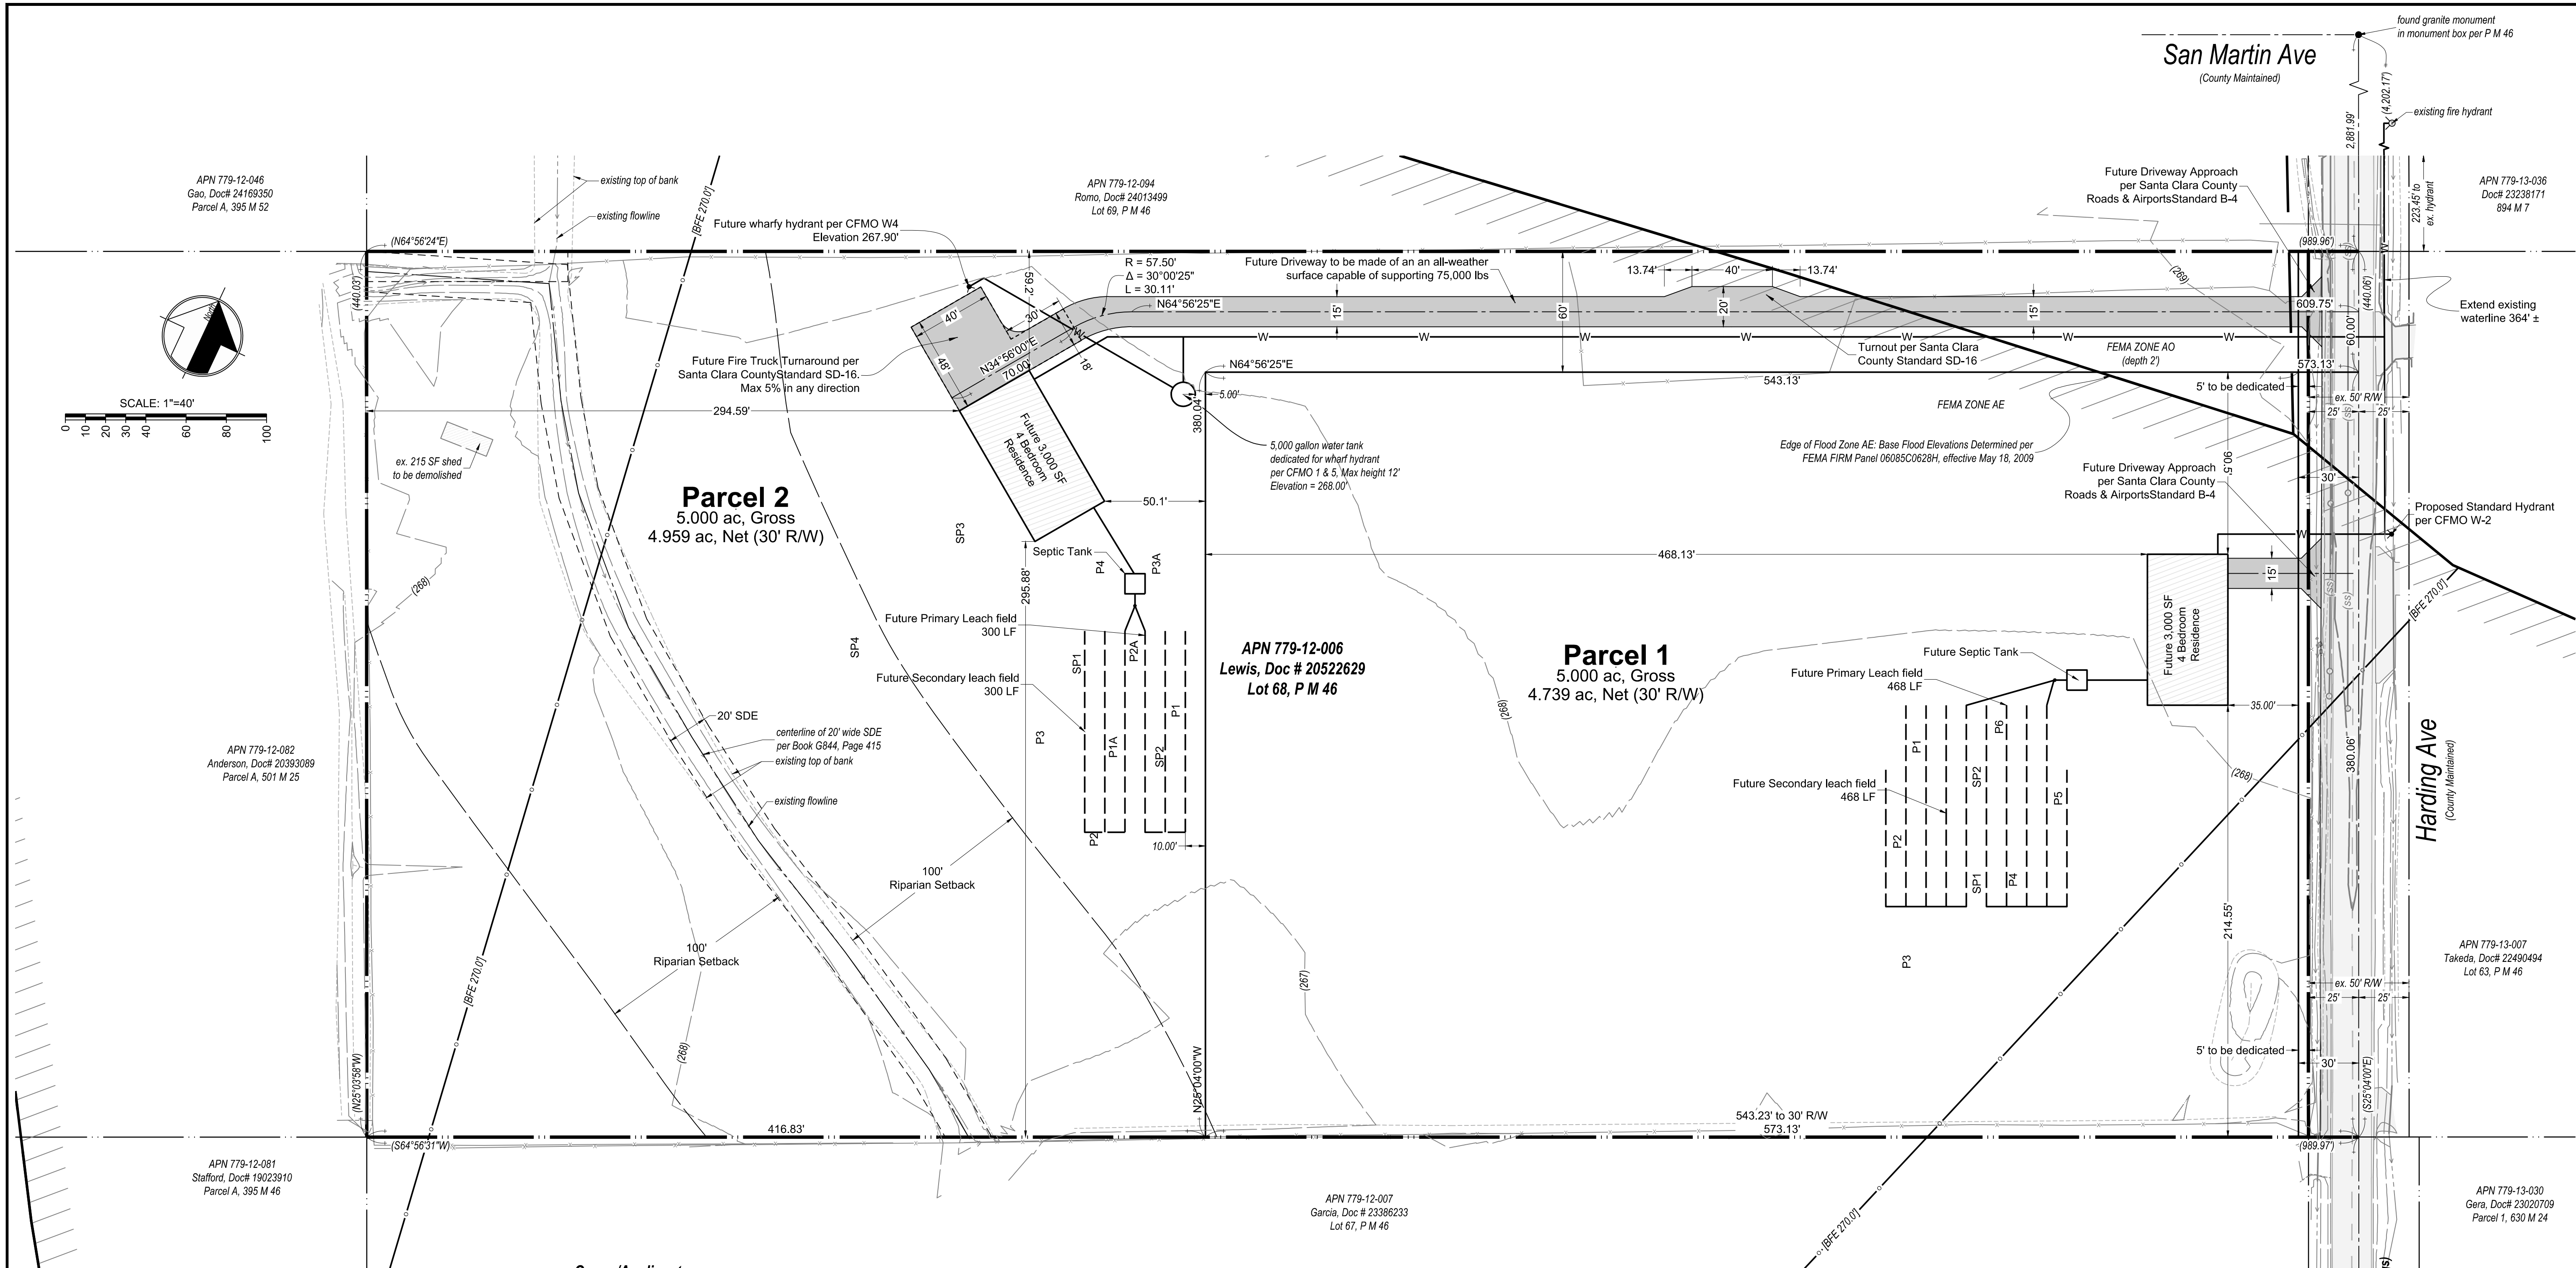 found granite monument
in monument box per P M 46
San Martin Ave
(County Maintained)
2,881.99'
(4,202.17')
existing fire hydrant
APN 779-12-046
Gao, Doc# 24169350
Parcel A, 395 M 52
existing top of bank
existing flowline
[BFE 270.0']
APN 779-12-094
Romo, Doc# 24013499
Lot 69, P M 46
Future Driveway Approach
per Santa Clara County
Roads & AirportsStandard B-4
223.45' to
ex. hydrant
APN 779-13-036
Doc# 23238171
894 M 7
Future wharfy hydrant per CFMO W4
Elevation 267.90'
(N64°56'24"E)
(989.96')
(440.03')
59.2'
R = 57.50'
Δ = 30°00'25"
L = 30.11'
N64°56'25"E
Future Driveway to be made of an an all-weather
surface capable of supporting 75,000 lbs
13.74'
40'
13.74'
(269)
(440.06')
609.75'
Extend existing
waterline 364' ±
North
40'
30'
15'
60'
20'
15'
60.00'
W
W W W W W W W
Future Fire Truck Turnaround per
Santa Clara CountyStandard SD-16.
Max 5% in any direction
48'
N34°56'00"E
70.00'
18'
Turnout per Santa Clara
County Standard SD-16
FEMA ZONE AO
(depth 2')
N64°56'25"E
543.13'
573.13'
5' to be dedicated
ex. 50' R/W
25' 25'
(SS)
SCALE: 1"=40'
0 10 20 30 40 60 80 100
294.59'
5.00'
380.04'
FEMA ZONE AE
Future 3,000 SF
4 Bedroom
Residence
5,000 gallon water tank
dedicated for wharf hydrant
per CFMO 1 & 5, Max height 12'
Elevation = 268.00'
Edge of Flood Zone AE: Base Flood Elevations Determined per
FEMA FIRM Panel 06085C0628H, effective May 18, 2009
ex. 215 SF shed
to be demolished
90.5'
30'
Future Driveway Approach
per Santa Clara County
Roads & AirportsStandard B-4
Parcel 2
5.000 ac, Gross
4.959 ac, Net (30' R/W)
50.1'
SP3
Proposed Standard Hydrant
per CFMO W-2
W
Septic Tank
P4
P3A
468.13'
15'
(SS)
(SS)
[BFE 270.0']
(268)
295.88'
Future Primary Leach field
300 LF
SP4
SP1
P2A
Future Secondary leach field
300 LF
APN 779-12-006
Lewis, Doc # 20522629
Lot 68, P M 46
Parcel 1
5.000 ac, Gross
4.739 ac, Net (30' R/W)
Future Septic Tank
Future Primary Leach field
468 LF
Future 3,000 SF
4 Bedroom
Residence
35.00'
(268)
20' SDE
centerline of 20' wide SDE
per Book G844, Page 415
existing top of bank
existing flowline
P3
P1A
SP2
P1
P1
P6
SP2
P5
Future Secondary leach field
468 LF
380.06'
(268)
Harding Ave
(County Maintained)
APN 779-12-082
Anderson, Doc# 20393089
Parcel A, 501 M 25
P2
10.00'
P2
SP1
P4
100'
Riparian Setback
100'
Riparian Setback
214.55'
P3
[BFE 270.0']
(267)
APN 779-13-007
Takeda, Doc# 22490494
Lot 63, P M 46
ex. 50' R/W
25' 25'
(268)
5' to be dedicated
30'
(N25°03'58"W)
N25°04'00"W
(S25°04'00"E)
543.23' to 30' R/W
573.13'
416.83'
(S64°56'31"W)
(989.97')
APN 779-12-081
Stafford, Doc# 19023910
Parcel A, 395 M 46
APN 779-12-007
Garcia, Doc # 23386233
Lot 67, P M 46
[BFE 270.0']
APN 779-13-030
Gera, Doc# 23020709
Parcel 1, 630 M 24